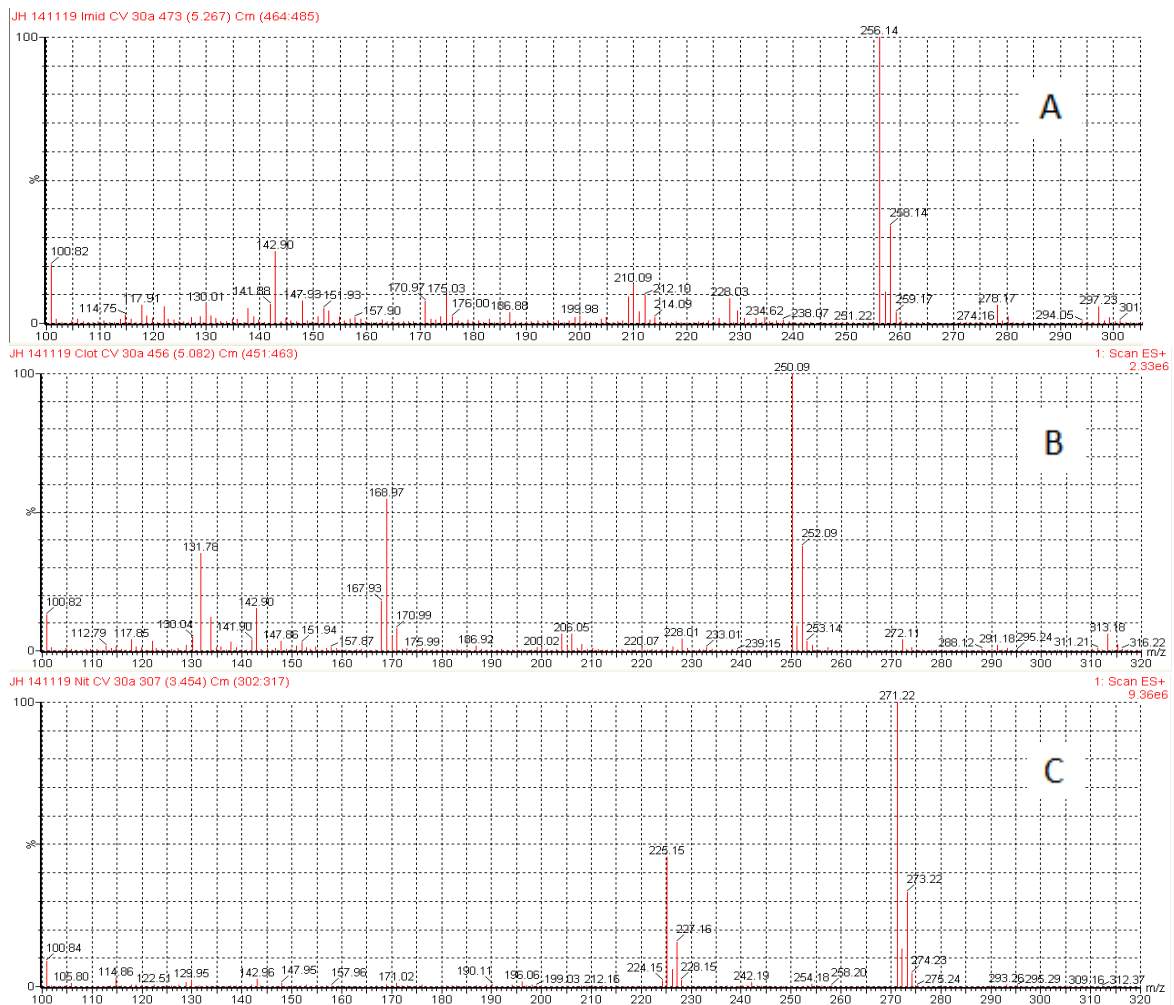 JH 141119 Imid CV 30a 473 (5.267) Cm (464:485)
100
%
0
A
100.82 114.75 117.91 130.01 141.88 142.90 147.93 151.93 157.90 170.97 175.03 176.00 186.88 199.98 210.09 212.10 214.09 228.03 234.62 238.07 251.22 256.14 258.14 259.17 274.16 278.17 294.05 297.23 301
100 110 120 130 140 150 160 170 180 190 200 210 220 230 240 250 260 270 280 290 300
JH 141119 Clot CV 30a 456 (5.082) Cm (451:463)
1: Scan ES+
2.33e6
100
%
0
B
100.82 112.79 117.85 130.04 131.78 141.90 142.90 147.86 151.94 157.87 167.93 168.97 170.99 175.99 186.92 200.02 206.05 220.07 228.01 233.01 239.15 250.09 252.09 253.14 272.11 288.12 291.18 295.24 311.21 313.18 316.22
100 110 120 130 140 150 160 170 180 190 200 210 220 230 240 250 260 270 280 290 300 310 320
m/z
JH 141119 Nit CV 30a 307 (3.454) Cm (302:317)
1: Scan ES+
9.36e6
100
%
0
C
100.84 105.80 114.86 122.51 129.95 142.96 147.95 157.96 171.02 190.11 196.06 199.03 212.16 224.15 225.15 227.16 228.15 242.19 254.18 258.20 271.22 273.22 274.23 275.24 293.26 295.29 309.16 312.37
100 110 120 130 140 150 160 170 180 190 200 210 220 230 240 250 260 270 280 290 300 310 320
m/z